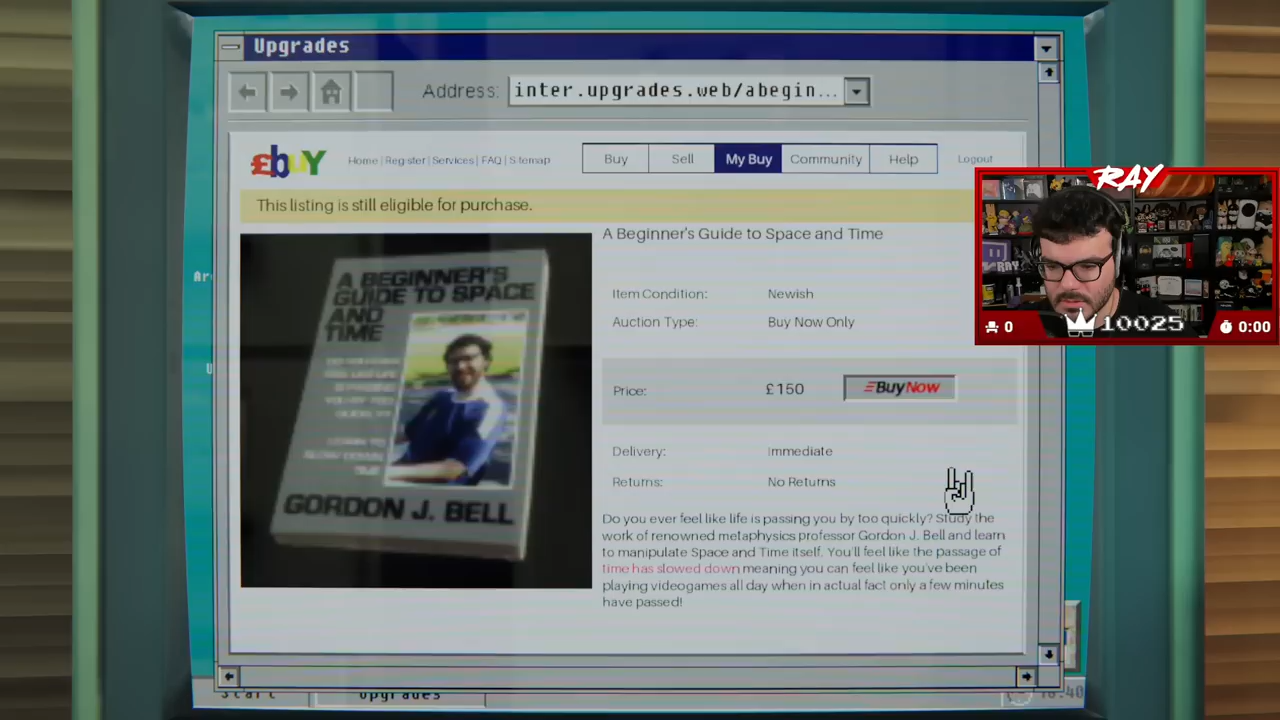 Upgrades
Address: inter.upgrades.web/abegin...
£buY
Home | Register | Services | FAQ | Sitemap
Buy
Sell
My Buy
Community
Help
Logout
This listing is still eligible for purchase.
A Beginner's Guide to Space and Time
Item Condition: Newish
Auction Type: Buy Now Only
Price: £150 BuyNow
Delivery: Immediate
Returns: No Returns
Do you ever feel like life is passing you by too quickly? Study the
work of renowned metaphysics professor Gordon J. Bell and learn
to manipulate Space and Time itself. You'll feel like the passage of
time has slowed down meaning you can feel like you've been
playing videogames all day when in actual fact only a few minutes
have passed!
A BEGINNER'S
GUIDE TO SPACE
AND
TIME
GORDON J. BELL
RAY
0
10025
0:00
Start
Upgrades